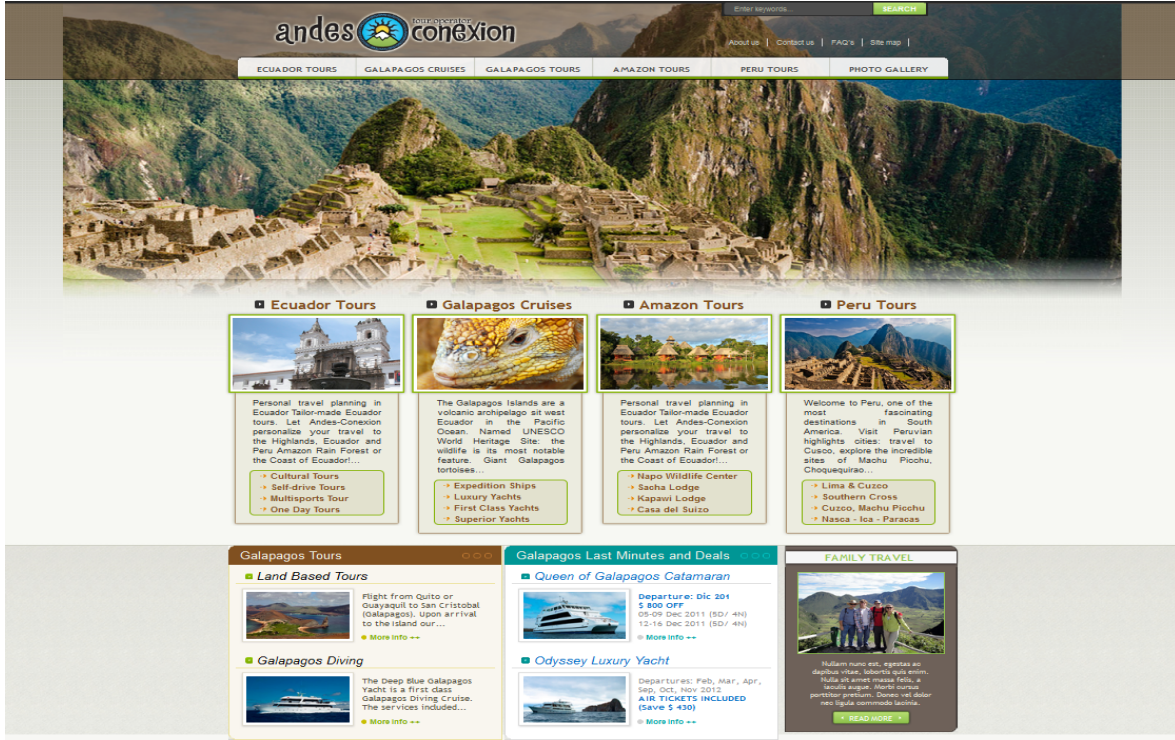 Enter keywords...
SEARCH
andes conexion
tour operator
About us | Contact us | FAQ's | Site map |
ECUADOR TOURS
GALAPAGOS CRUISES
GALAPAGOS TOURS
AMAZON TOURS
PERU TOURS
PHOTO GALLERY
Ecuador Tours
Personal travel planning in
Ecuador Tailor-made Ecuador
tours. Let Andes-Conexion
personalize your travel to
the Highlands, Ecuador and
Peru Amazon Rain Forest or
the Coast of Ecuador!...
Cultural Tours
Self-drive Tours
Multisports Tour
One Day Tours
Galapagos Cruises
The Galapagos Islands are a
volcanic archipelago sit west
Ecuador in the Pacific
Ocean. Named UNESCO
World Heritage Site: the
wildlife is its most notable
feature. Giant Galapagos
tortoises...
Expedition Ships
Luxury Yachts
First Class Yachts
Superior Yachts
Amazon Tours
Personal travel planning in
Ecuador Tailor-made Ecuador
tours. Let Andes-Conexion
personalize your travel to
the Highlands, Ecuador and
Peru Amazon Rain Forest or
the Coast of Ecuador!...
Napo Wildlife Center
Sacha Lodge
Kapawi Lodge
Casa del Suizo
Peru Tours
Welcome to Peru, one of the
most fascinating
destinations in South
America. Visit Peruvian
highlights cities: travel to
Cusco, explore the incredible
sites of Machu Picchu,
Choquequirao...
Lima & Cuzco
Southern Cross
Cuzco, Machu Picchu
Nasca - Ica - Paracas
Galapagos Tours
Land Based Tours
Flight from Quito or
Guayaquil to San Cristobal
(Galapagos). Upon arrival
to the island our...
More info
Galapagos Diving
The Deep Blue Galapagos
Yacht is a first class
Galapagos Diving Cruise.
The services included...
More info
Galapagos Last Minutes and Deals
Queen of Galapagos Catamaran
Departure: Dic 201
$ 800 OFF
05-09 Dec 2011 (5D/ 4N)
12-16 Dec 2011 (5D/ 4N)
More info
Odyssey Luxury Yacht
Departures: Feb, Mar, Apr,
Sep, Oct, Nov 2012
AIR TICKETS INCLUDED
(Save $ 430)
More info
FAMILY TRAVEL
Nullam nunc est, egestas ac
dapibus vitae, lobortis quis enim.
Nulla sit amet massa felis, a
iaculis augue. Morbi cursus
porttitor pretium. Donec vel dolor
nec ligula commodo lacinia.
READ MORE